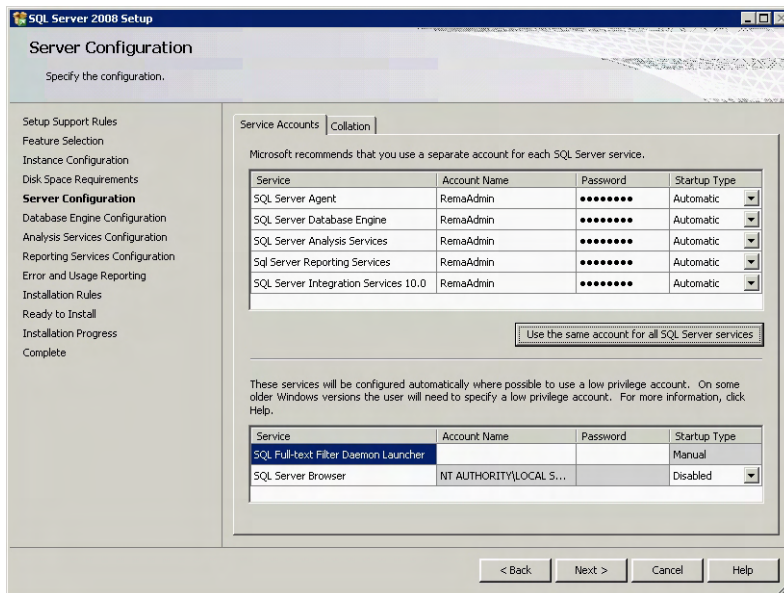 SQL Server 2008 Setup
Server Configuration
Specify the configuration.
Setup Support Rules
Feature Selection
Instance Configuration
Disk Space Requirements
Server Configuration
Database Engine Configuration
Analysis Services Configuration
Reporting Services Configuration
Error and Usage Reporting
Installation Rules
Ready to Install
Installation Progress
Complete
Service Accounts Collation
Microsoft recommends that you use a separate account for each SQL Server service.
Service Account Name Password Startup Type
SQL Server Agent RemaAdmin ●●●●●●●● Automatic
SQL Server Database Engine RemaAdmin ●●●●●●●● Automatic
SQL Server Analysis Services RemaAdmin ●●●●●●●● Automatic
Sql Server Reporting Services RemaAdmin ●●●●●●●● Automatic
SQL Server Integration Services 10.0 RemaAdmin ●●●●●●●● Automatic
Use the same account for all SQL Server services
These services will be configured automatically where possible to use a low privilege account. On some
older Windows versions the user will need to specify a low privilege account. For more information, click
Help.
Service Account Name Password Startup Type
SQL Full-text Filter Daemon Launcher Manual
SQL Server Browser NT AUTHORITY\LOCAL S... Disabled
< Back Next > Cancel Help